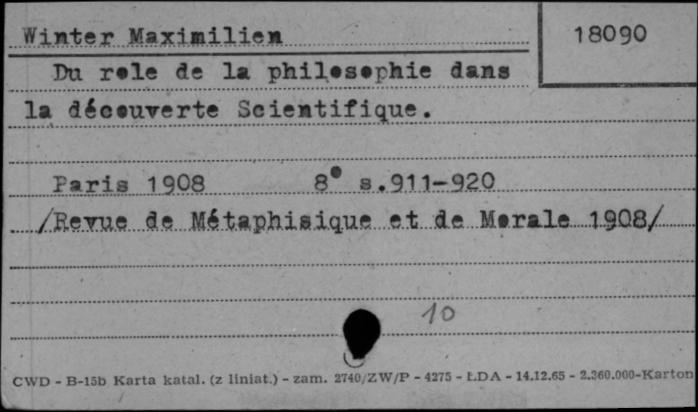 Winter Maximilien
18090
Du role de la philosophie dans
la découverte Scientifique.
Paris 1908 8° s.911-920
/Revue de Métaphisique et de Morale 1908/
10
CWD - B-15b Karta katal. (z liniat.) - zam. 2740/ZW/P - 4275 - ŁDA - 14.12.65 - 2.360.000-Karton